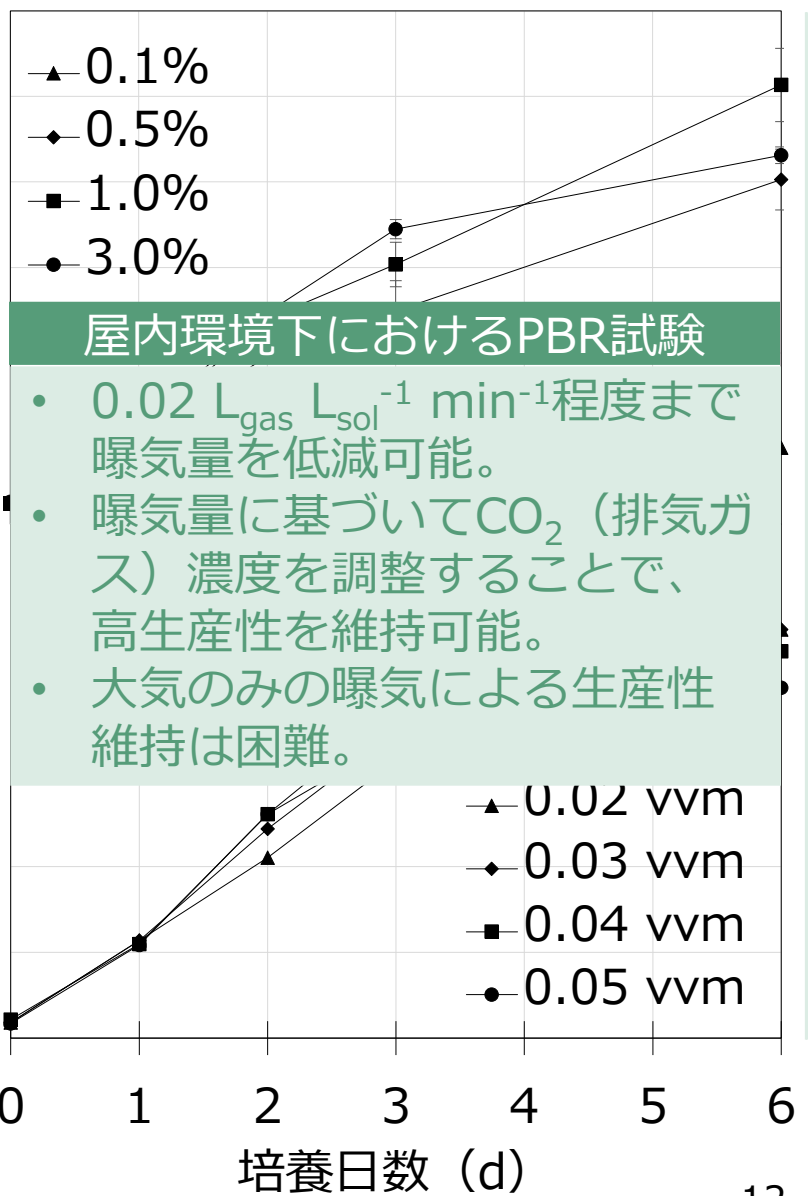 0.1%
0.5%
1.0%
3.0%
屋内環境下におけるPBR試験
• 0.02 Lgas Lsol-1 min-1程度まで
曝気量を低減可能。
• 曝気量に基づいてCO2（排気ガ
ス）濃度を調整することで、
高生産性を維持可能。
• 大気のみの曝気による生産性
維持は困難。
0.02 vvm
0.03 vvm
0.04 vvm
0.05 vvm
0 1 2 3 4 5 6
培養日数（d）